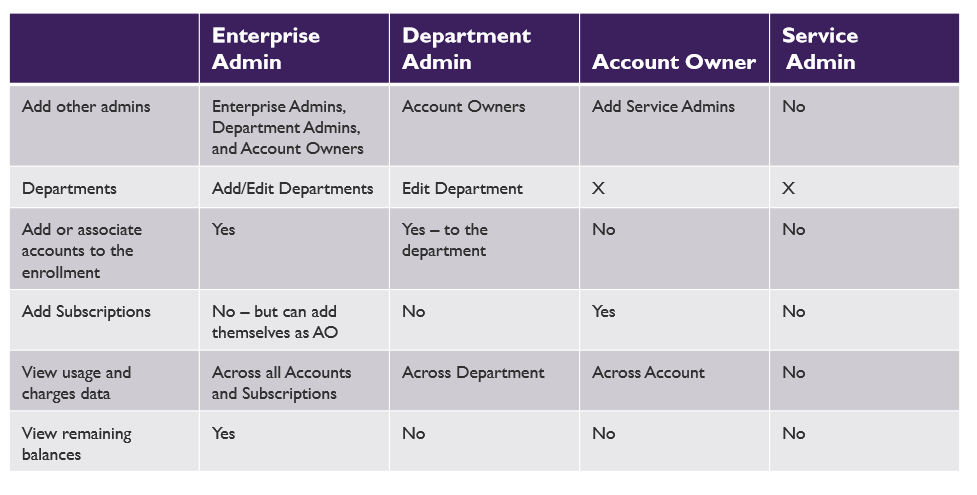 Enterprise
Admin
Department
Admin
Account Owner
Service
Admin
Add other admins
Enterprise Admins,
Department Admins,
and Account Owners
Account Owners
Add Service Admins
No
Departments
Add/Edit Departments
Edit Department
X
X
Add or associate
accounts to the
enrollment
Yes
Yes – to the
department
No
No
Add Subscriptions
No – but can add
themselves as AO
No
Yes
No
View usage and
charges data
Across all Accounts
and Subscriptions
Across Department
Across Account
No
View remaining
balances
Yes
No
No
No